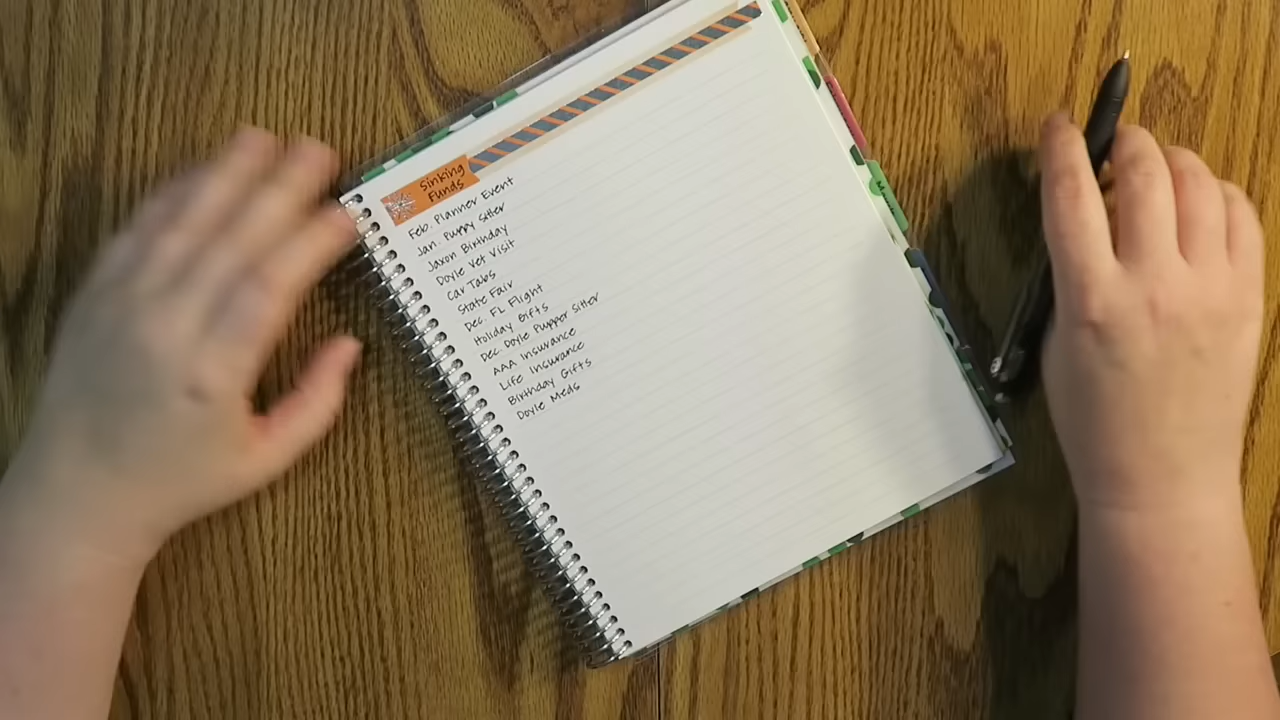 Sinking
Funds
Feb. Planner Event
Jan. Puppy Sitter
Jaxon Birthday
Doyle Vet Visit
Car Tabs
State Fair
Dec. FL Flight
Holiday Gifts
Dec. Doyle Pupper Sitter
AAA Insurance
Life Insurance
Birthday Gifts
Doyle Meds